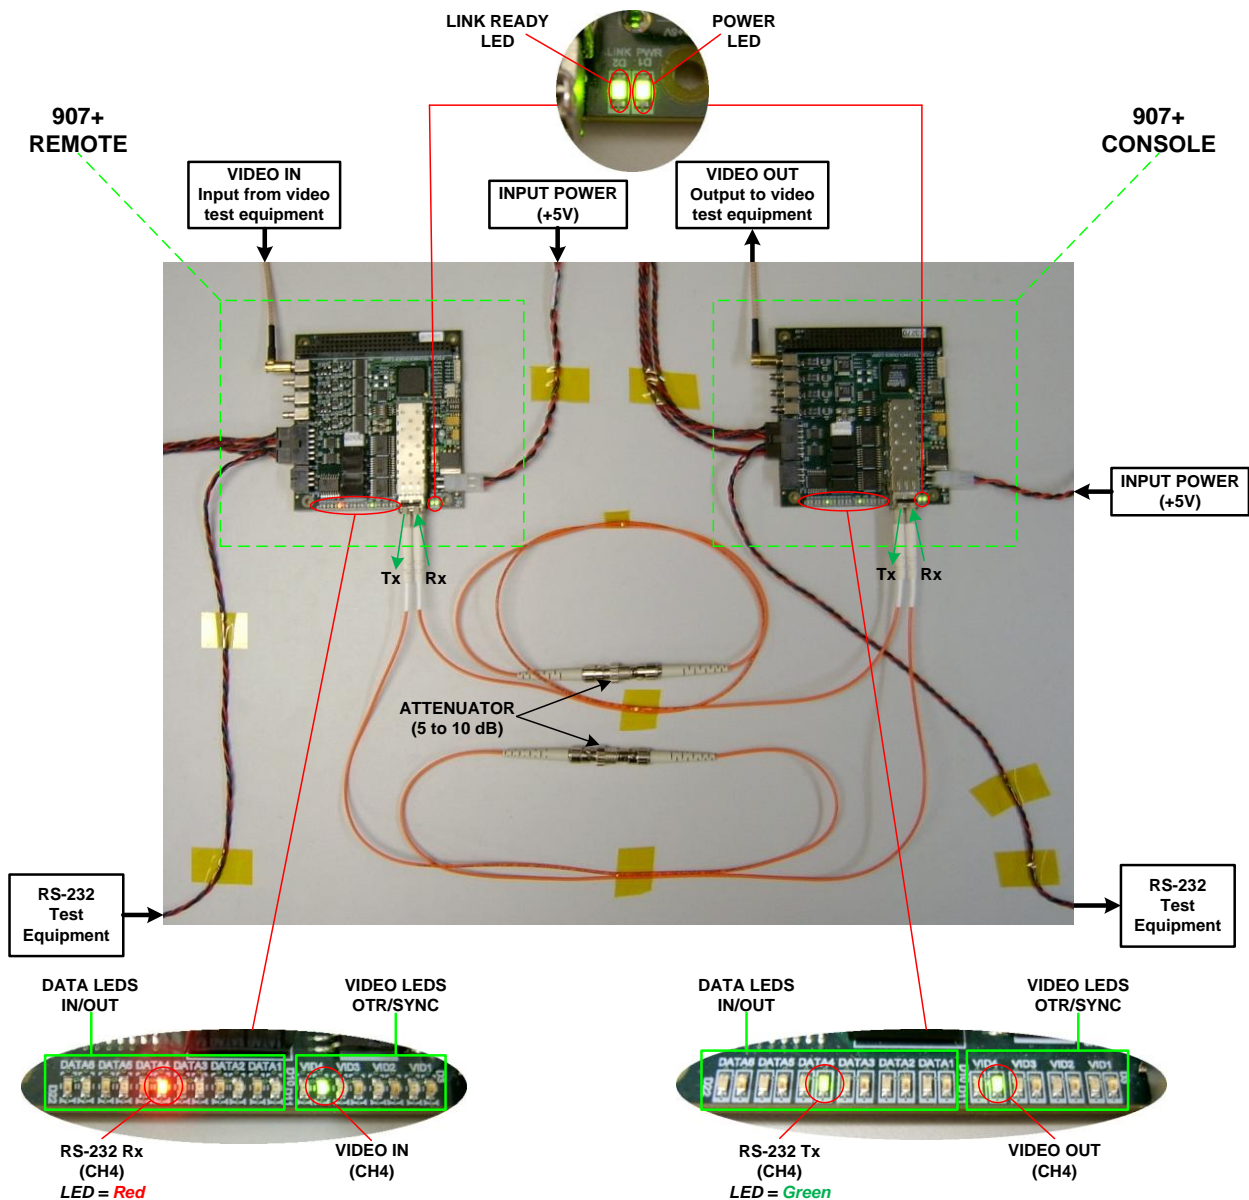 LINK READY
LED
POWER
LED
LINK PWR
D2 D1
+5V
907+
REMOTE
907+
CONSOLE
VIDEO IN
Input from video
test equipment
INPUT POWER
(+5V)
VIDEO OUT
Output to video
test equipment
INPUT POWER
(+5V)
Tx Rx
Tx Rx
ATTENUATOR
(5 to 10 dB)
RS-232
Test
Equipment
RS-232
Test
Equipment
DATA LEDS
IN/OUT
VIDEO LEDS
OTR/SYNC
DATA LEDS
IN/OUT
VIDEO LEDS
OTR/SYNC
DATA6 DATA5 DATA4 DATA3 DATA2 DATA1 VID4 VID3 VID2 VID1
DATA6 DATA5 DATA4 DATA3 DATA2 DATA1 VID4 VID3 VID2 VID1
RS-232 Rx
(CH4)
LED = Red
VIDEO IN
(CH4)
RS-232 Tx
(CH4)
LED = Green
VIDEO OUT
(CH4)